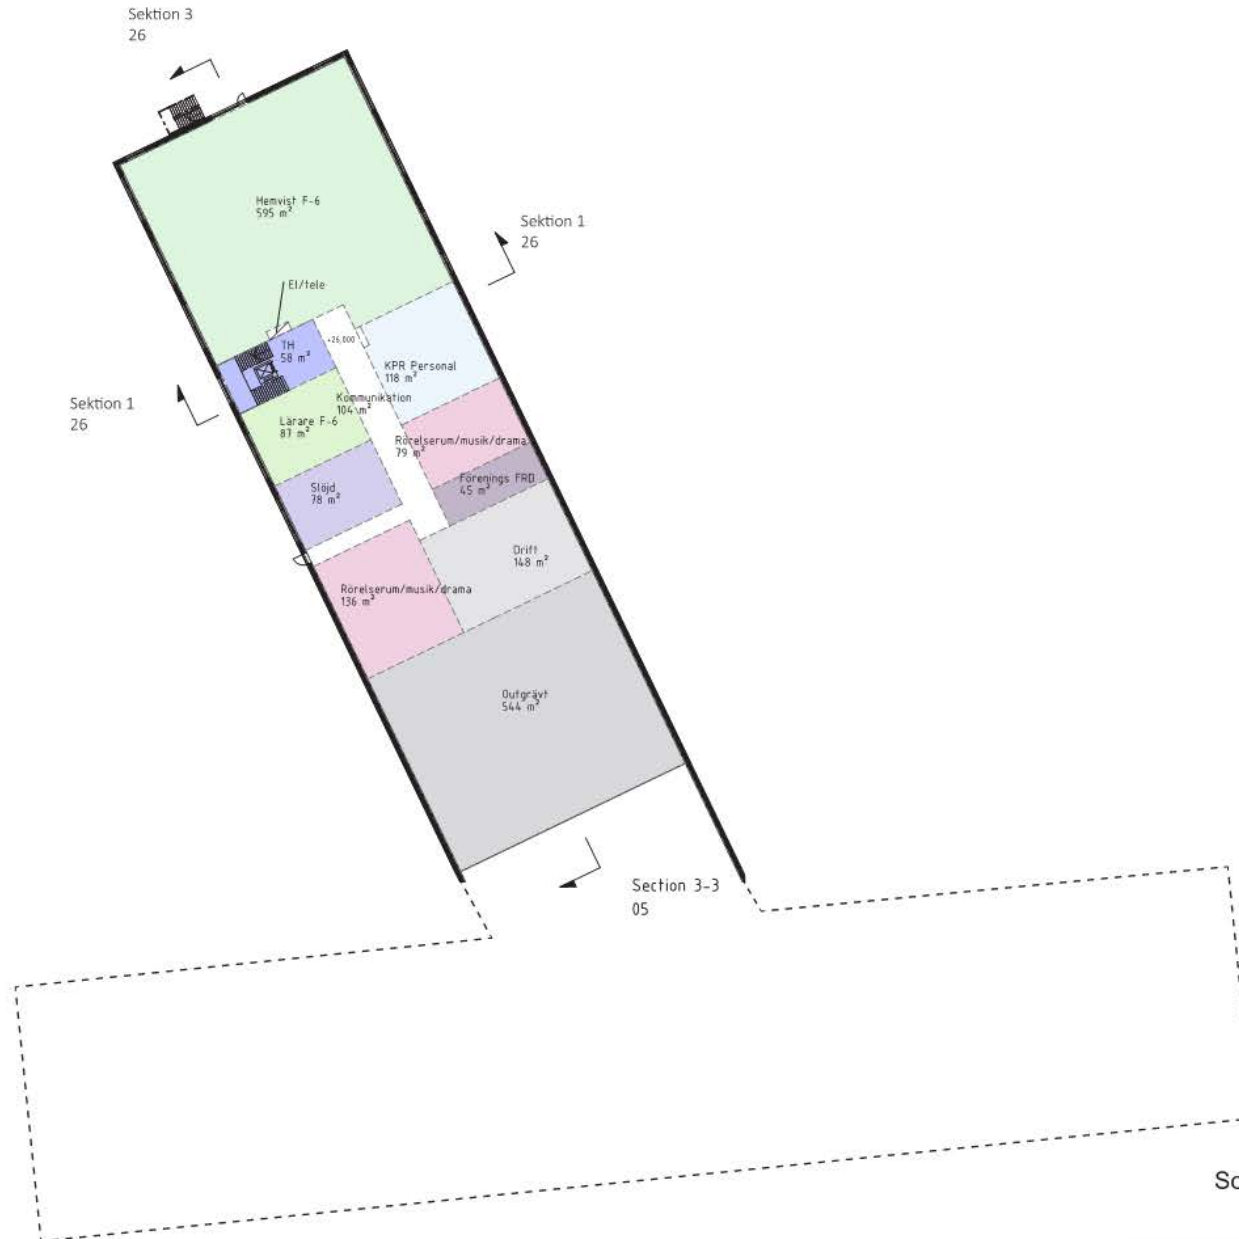 Sektion 3
26
Hemvist F-6
595 m²
Sektion 1
26
El/tele
TH
58 m²
+26,000
KPR Personal
118 m²
Sektion 1
26
Kommunikation
104 m²
Lärare F-6
87 m²
Rörelserum/musik/drama
79 m²
Förenings FRD
45 m²
Slöjd
78 m²
Drift
148 m²
Rörelserum/musik/drama
136 m²
Outgrävt
544 m²
Section 3-3
05